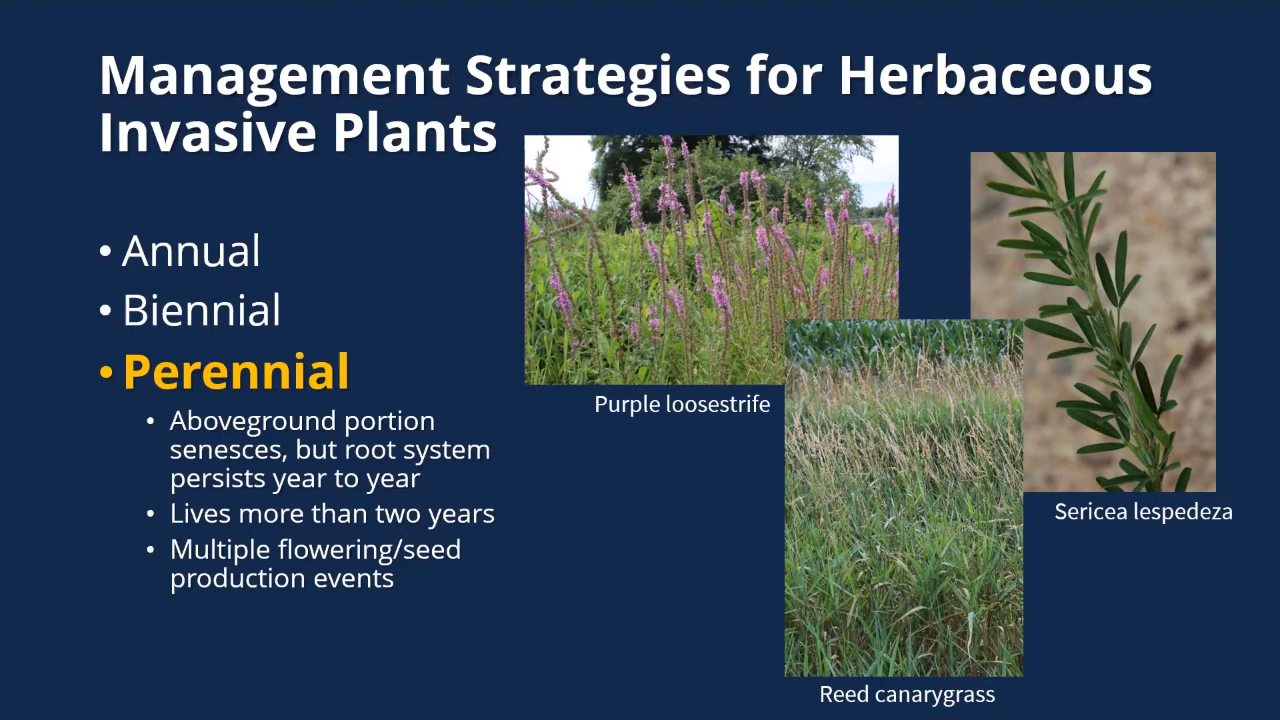 Management Strategies for Herbaceous
Invasive Plants
• Annual
• Biennial
• Perennial
• Aboveground portion
senesces, but root system
persists year to year
• Lives more than two years
• Multiple flowering/seed
production events
Purple loosestrife
Sericea lespedeza
Reed canarygrass